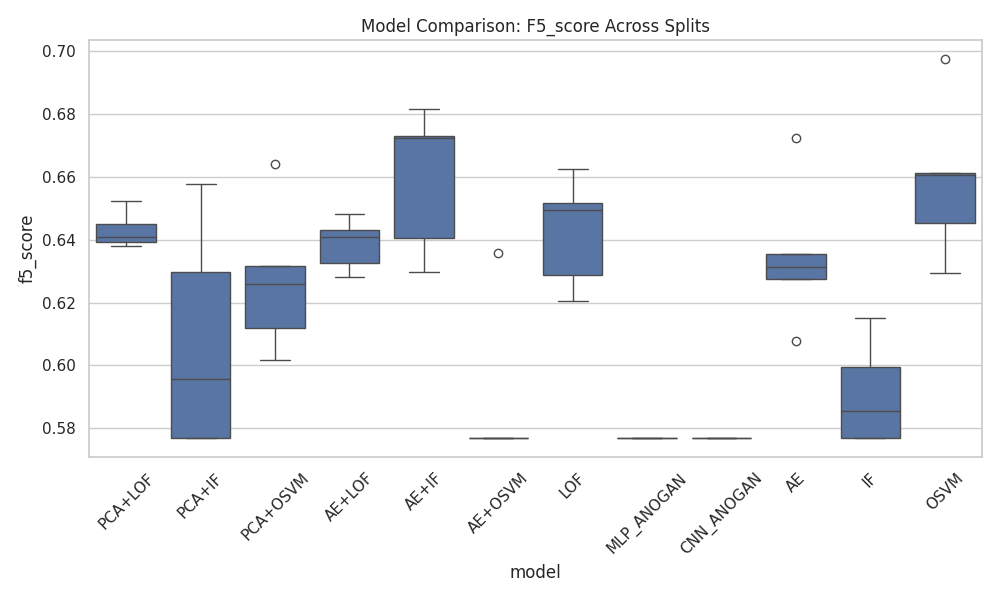 Model Comparison: F5_score Across Splits
0.70
0.68
0.66
0.64
0.62
0.60
0.58
f5_score
PCA+LOF
PCA+IF
PCA+OSVM
AE+LOF
AE+IF
AE+OSVM
LOF
MLP_ANOGAN
CNN_ANOGAN
AE
IF
OSVM
model